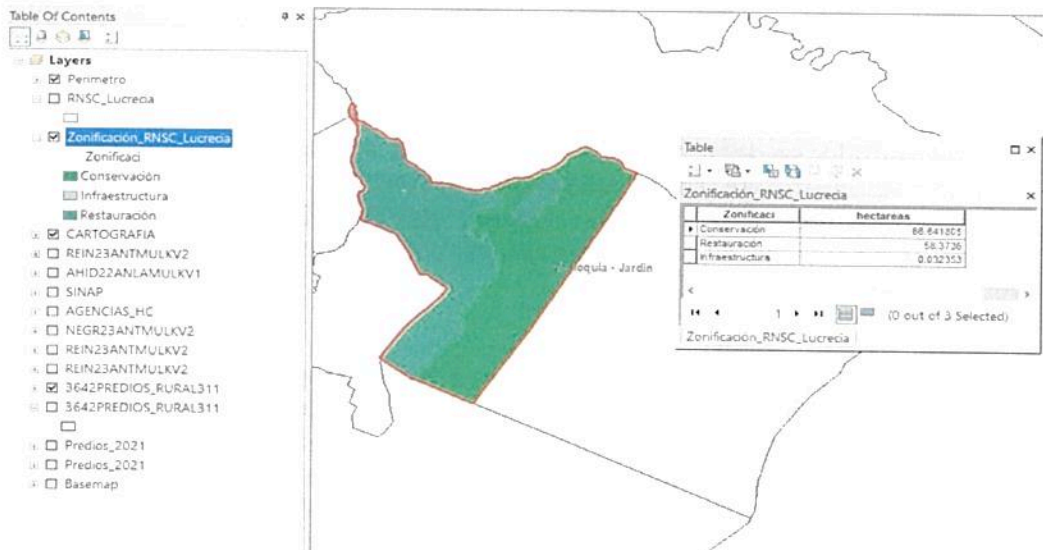 Table Of Contents
Layers
Perimetro
RNSC_Lucrecia
Zonificación_RNSC_Lucrecia
Zonificaci
Conservación
Infraestructura
Restauración
CARTOGRAFIA
REIN23ANTMULKV2
AHID22ANLAMULKV1
SINAP
AGENCIAS_HC
NEGR23ANTMULKV2
REIN23ANTMULKV2
REIN23ANTMULKV2
3642PREDIOS_RURAL311
3642PREDIOS_RURAL311
Predios_2021
Predios_2021
Basemap
- Jardin
Table
Zonificación_RNSC_Lucrecia
Zonificaci hectareas
Conservación
Restauración 58.3736
Infraestructura 0.032353
1
(0 out of 3 Selected)
Zonificación_RNSC_Lucrecia